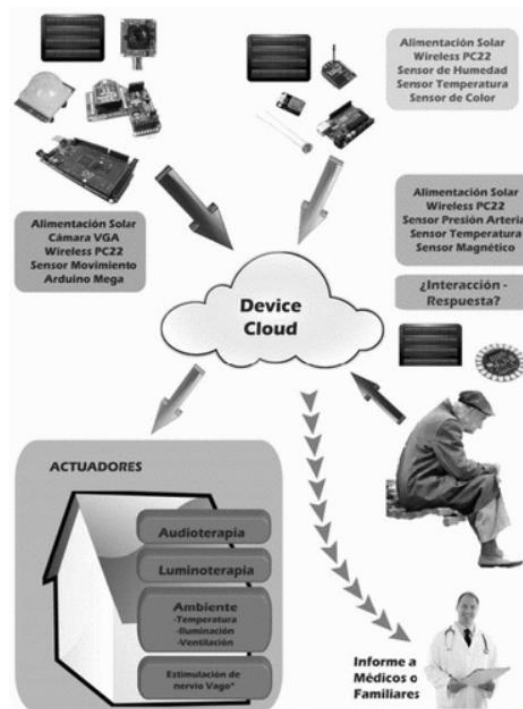 Alimentación Solar
Wireless PC22
Sensor de Humedad
Sensor Temperatura
Sensor de Color
Alimentación Solar
Cámara VGA
Wireless PC22
Sensor Movimiento
Arduino Mega
Alimentación Solar
Wireless PC22
Sensor Presión Arteria
Sensor Temperatura
Sensor Magnético
¿Interacción -
Respuesta?
Device
Cloud
ACTUADORES
Audioterapia
Luminoterapia
Ambiente
-Temperatura
-Iluminación
-Ventilación
Estimulación de
nervio Vago*
Informe a
Médicos o
Familiares